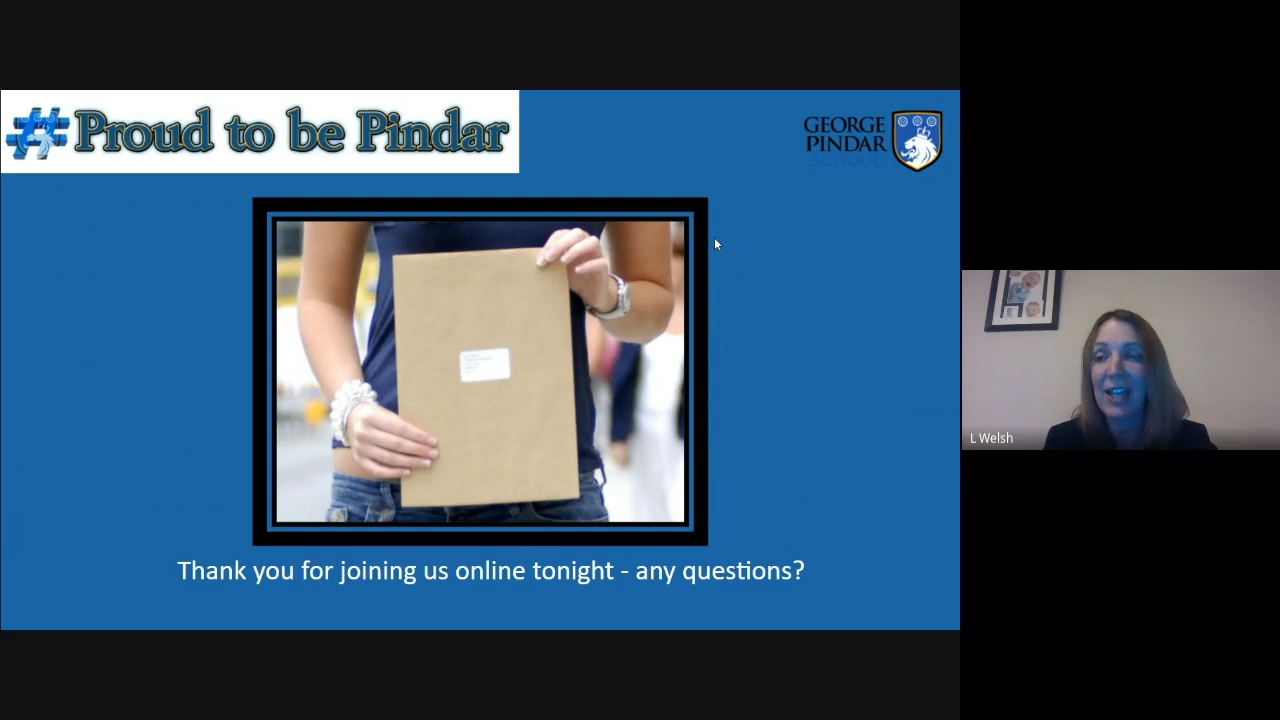 # Proud to be Pindar
GEORGE
PINDAR
SCHOOL
Thank you for joining us online tonight - any questions?
L Welsh